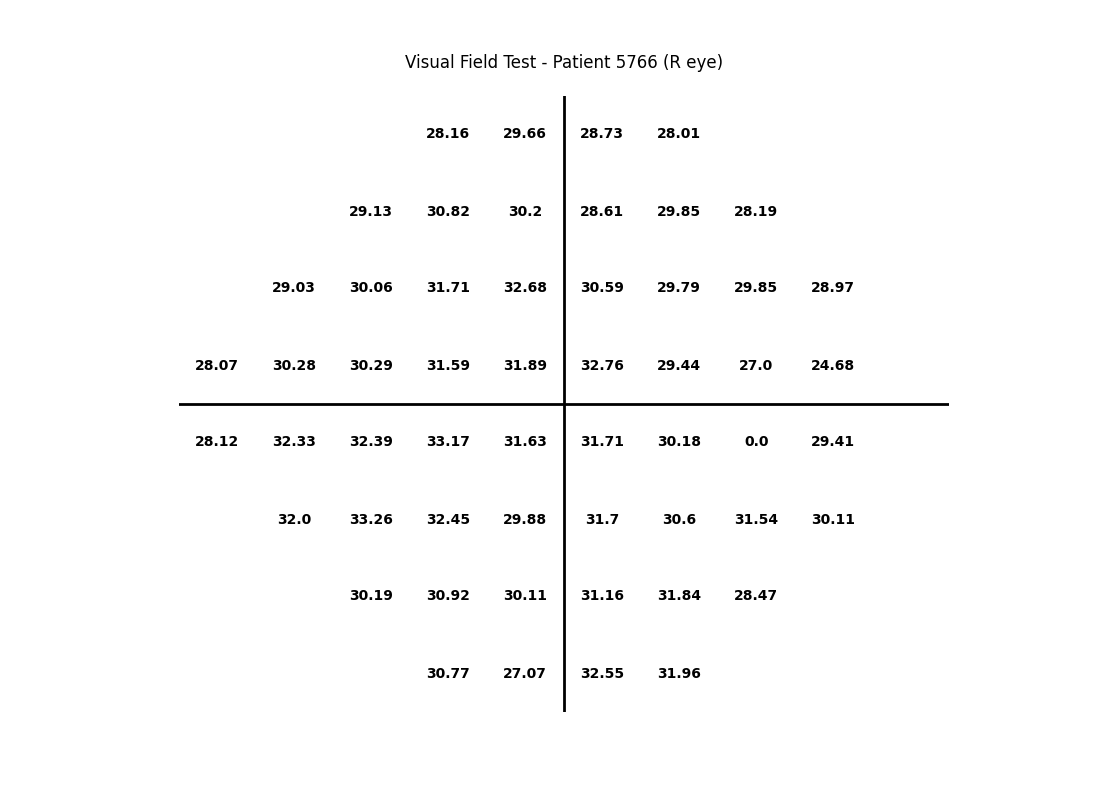 Visual Field Test - Patient 5766 (R eye)
28.16 29.66 28.73 28.01
29.13 30.82 30.2 28.61 29.85 28.19
29.03 30.06 31.71 32.68 30.59 29.79 29.85 28.97
28.07 30.28 30.29 31.59 31.89 32.76 29.44 27.0 24.68
28.12 32.33 32.39 33.17 31.63 31.71 30.18 0.0 29.41
32.0 33.26 32.45 29.88 31.7 30.6 31.54 30.11
30.19 30.92 30.11 31.16 31.84 28.47
30.77 27.07 32.55 31.96